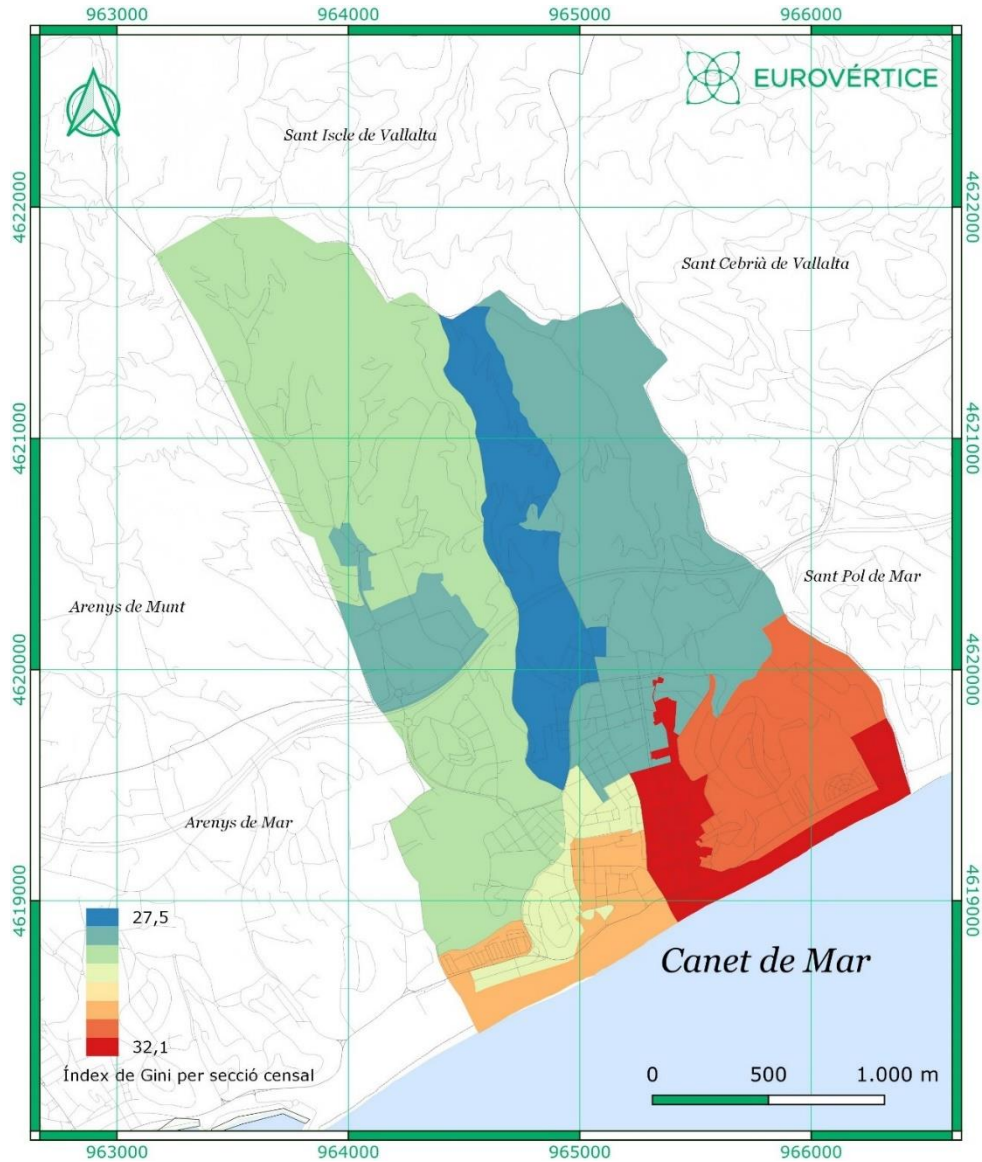 963000 964000 965000 966000
EUROVÉRTICE
Sant Iscle de Vallalta
4622000 4622000
Sant Cebrià de Vallalta
4621000 4621000
Sant Pol de Mar
Arenys de Munt
4620000 4620000
Arenys de Mar
4619000 4619000
27,5
Canet de Mar
32,1
Índex de Gini per secció censal
0 500 1.000 m
963000 964000 965000 966000